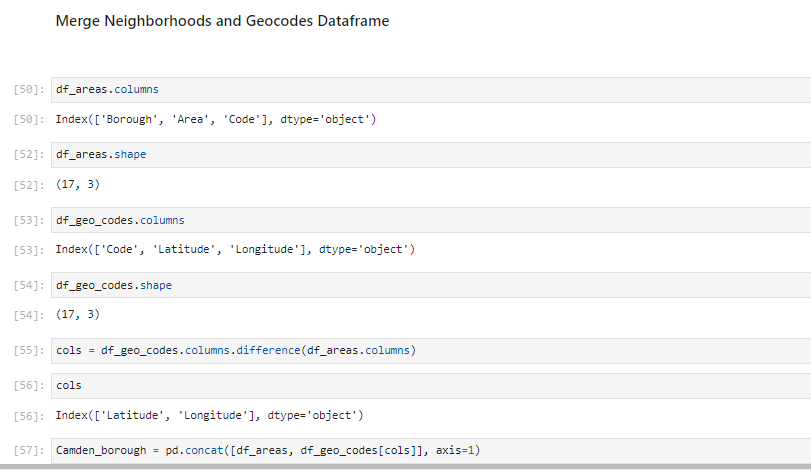 Merge Neighborhoods and Geocodes Dataframe
[50]: df_areas.columns
[50]: Index(['Borough', 'Area', 'Code'], dtype='object')
[52]: df_areas.shape
[52]: (17, 3)
[53]: df_geo_codes.columns
[53]: Index(['Code', 'Latitude', 'Longitude'], dtype='object')
[54]: df_geo_codes.shape
[54]: (17, 3)
[55]: cols = df_geo_codes.columns.difference(df_areas.columns)
[56]: cols
[56]: Index(['Latitude', 'Longitude'], dtype='object')
[57]: Camden_borough = pd.concat([df_areas, df_geo_codes[cols]], axis=1)